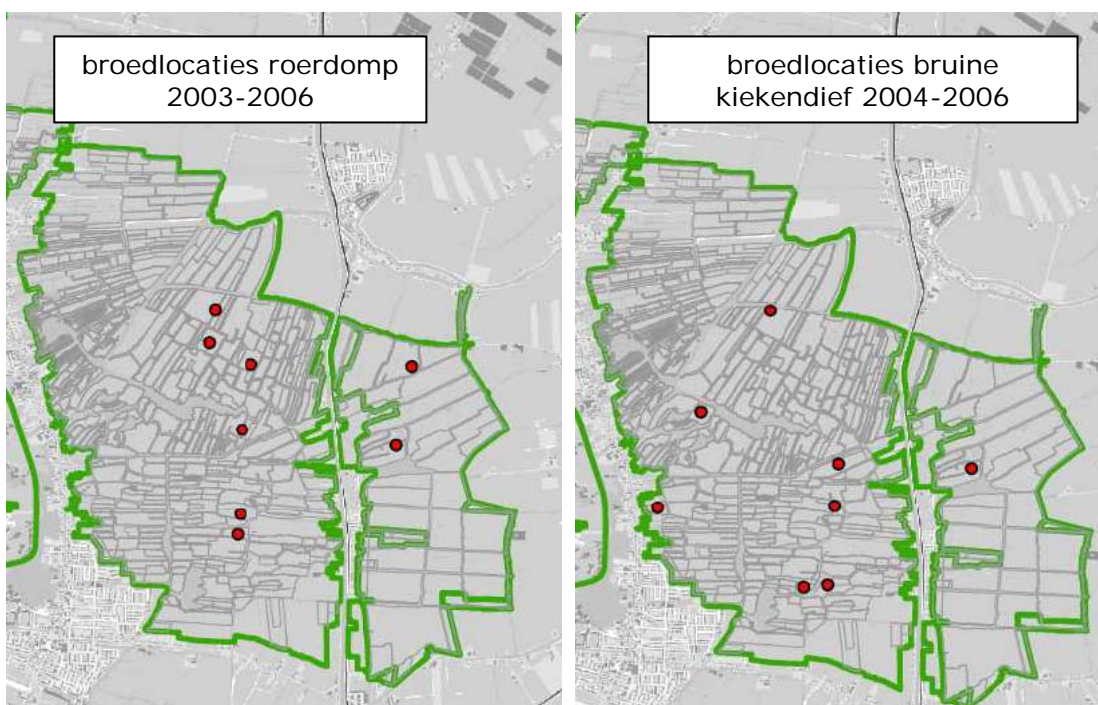 broedlocaties roerdomp
2003-2006
broedlocaties bruine
kiekendief 2004-2006